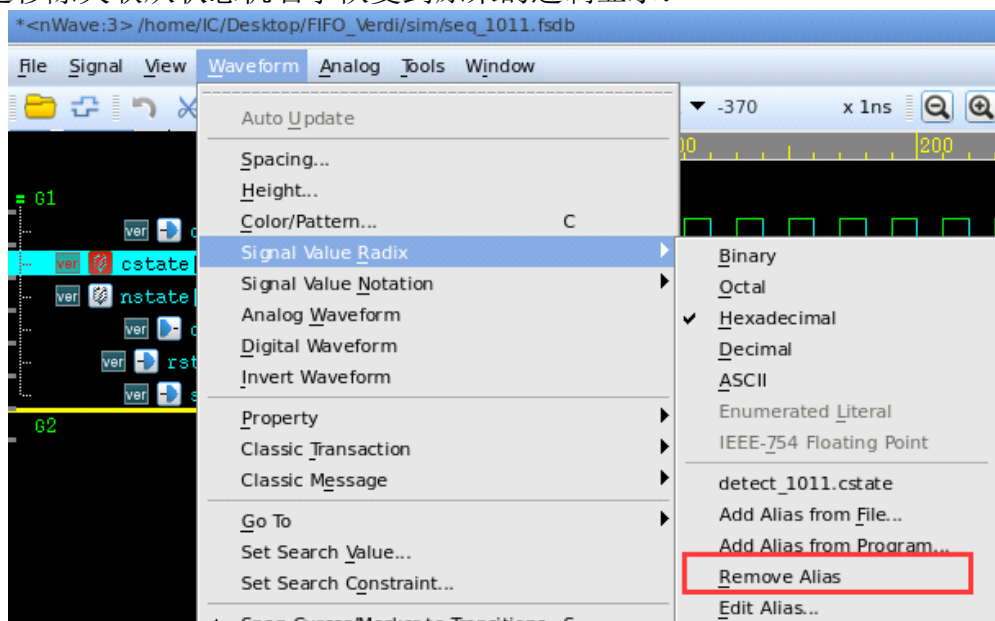 *<nWave:3> /home/IC/Desktop/FIFO_Verdi/sim/seq_1011.fsdb
File Signal View Waveform Analog Tools Window
-370 x 1ns
Auto Update
200
Spacing...
G1
Height...
Color/Pattern... C
ver
Signal Value Radix
ver cstate
Binary
Signal Value Notation
ver nstate
Octal
Analog Waveform
Hexadecimal
ver
Digital Waveform
Decimal
ver rst
Invert Waveform
ASCII
ver
Property
Enumerated Literal
G2
Classic Transaction
IEEE-754 Floating Point
Classic Message
detect_1011.cstate
Go To
Add Alias from File...
Set Search Value...
Add Alias from Program...
Set Search Constraint...
Remove Alias
Edit Alias...